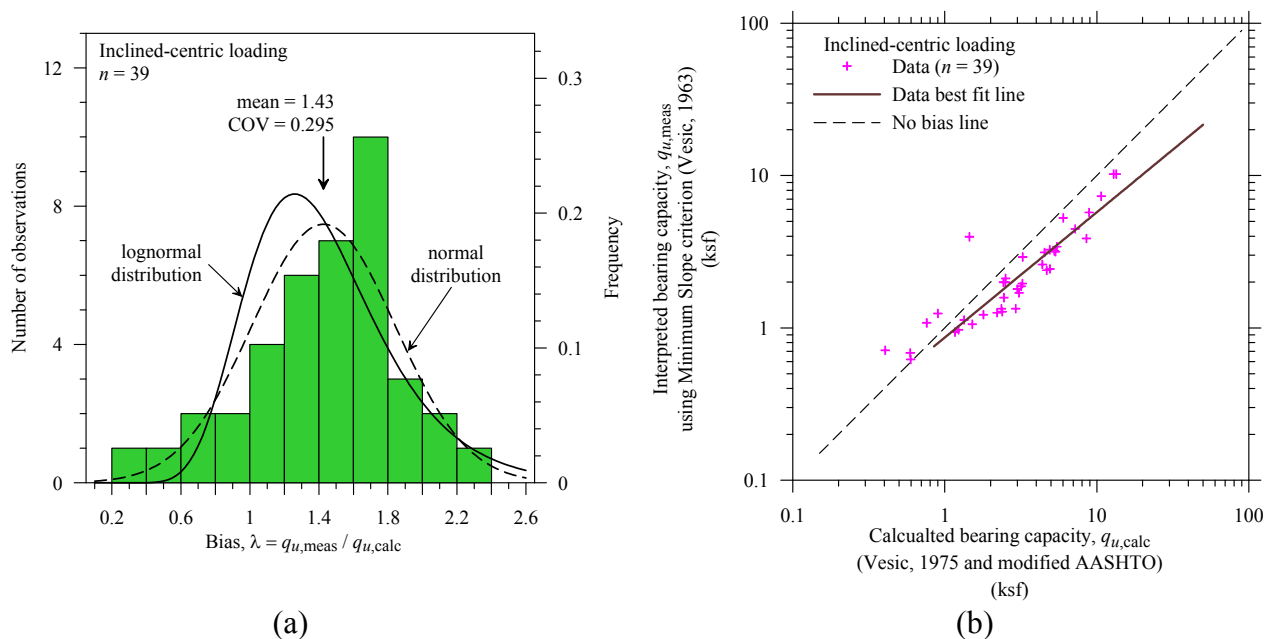 Inclined-centric loading
n = 39
mean = 1.43
COV = 0.295
lognormal
distribution
normal
distribution
Number of observations
Frequency
12
8
4
0
0.3
0.2
0.1
0
0.2 0.6 1 1.4 1.8 2.2 2.6
Bias, λ = qu,meas / qu,calc
(a)
Inclined-centric loading
Data (n = 39)
Data best fit line
No bias line
Interpreted bearing capacity, qu,meas
using Minimum Slope criterion (Vesic, 1963)
(ksf)
100
10
1
0.1
0.1 1 10 100
Calcualted bearing capacity, qu,calc
(Vesic, 1975 and modified AASHTO)
(ksf)
(b)